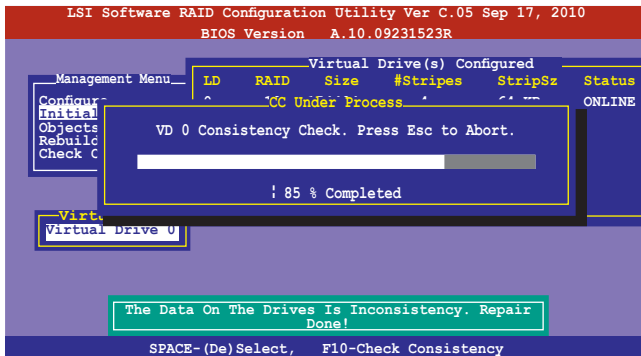 LSI Software RAID Configuration Utility Ver C.05 Sep 17, 2010
BIOS Version A.10.09231523R
Virtual Drive(s) Configured
Management Menu
LD RAID Size #Stripes StripSz Status
ONLINE
CC Under Process
VD 0 Consistency Check. Press Esc to Abort.
85 % Completed
Virtual Drive 0
The Data On The Drives Is Inconsistency. Repair
Done!
SPACE-(De)Select, F10-Check Consistency